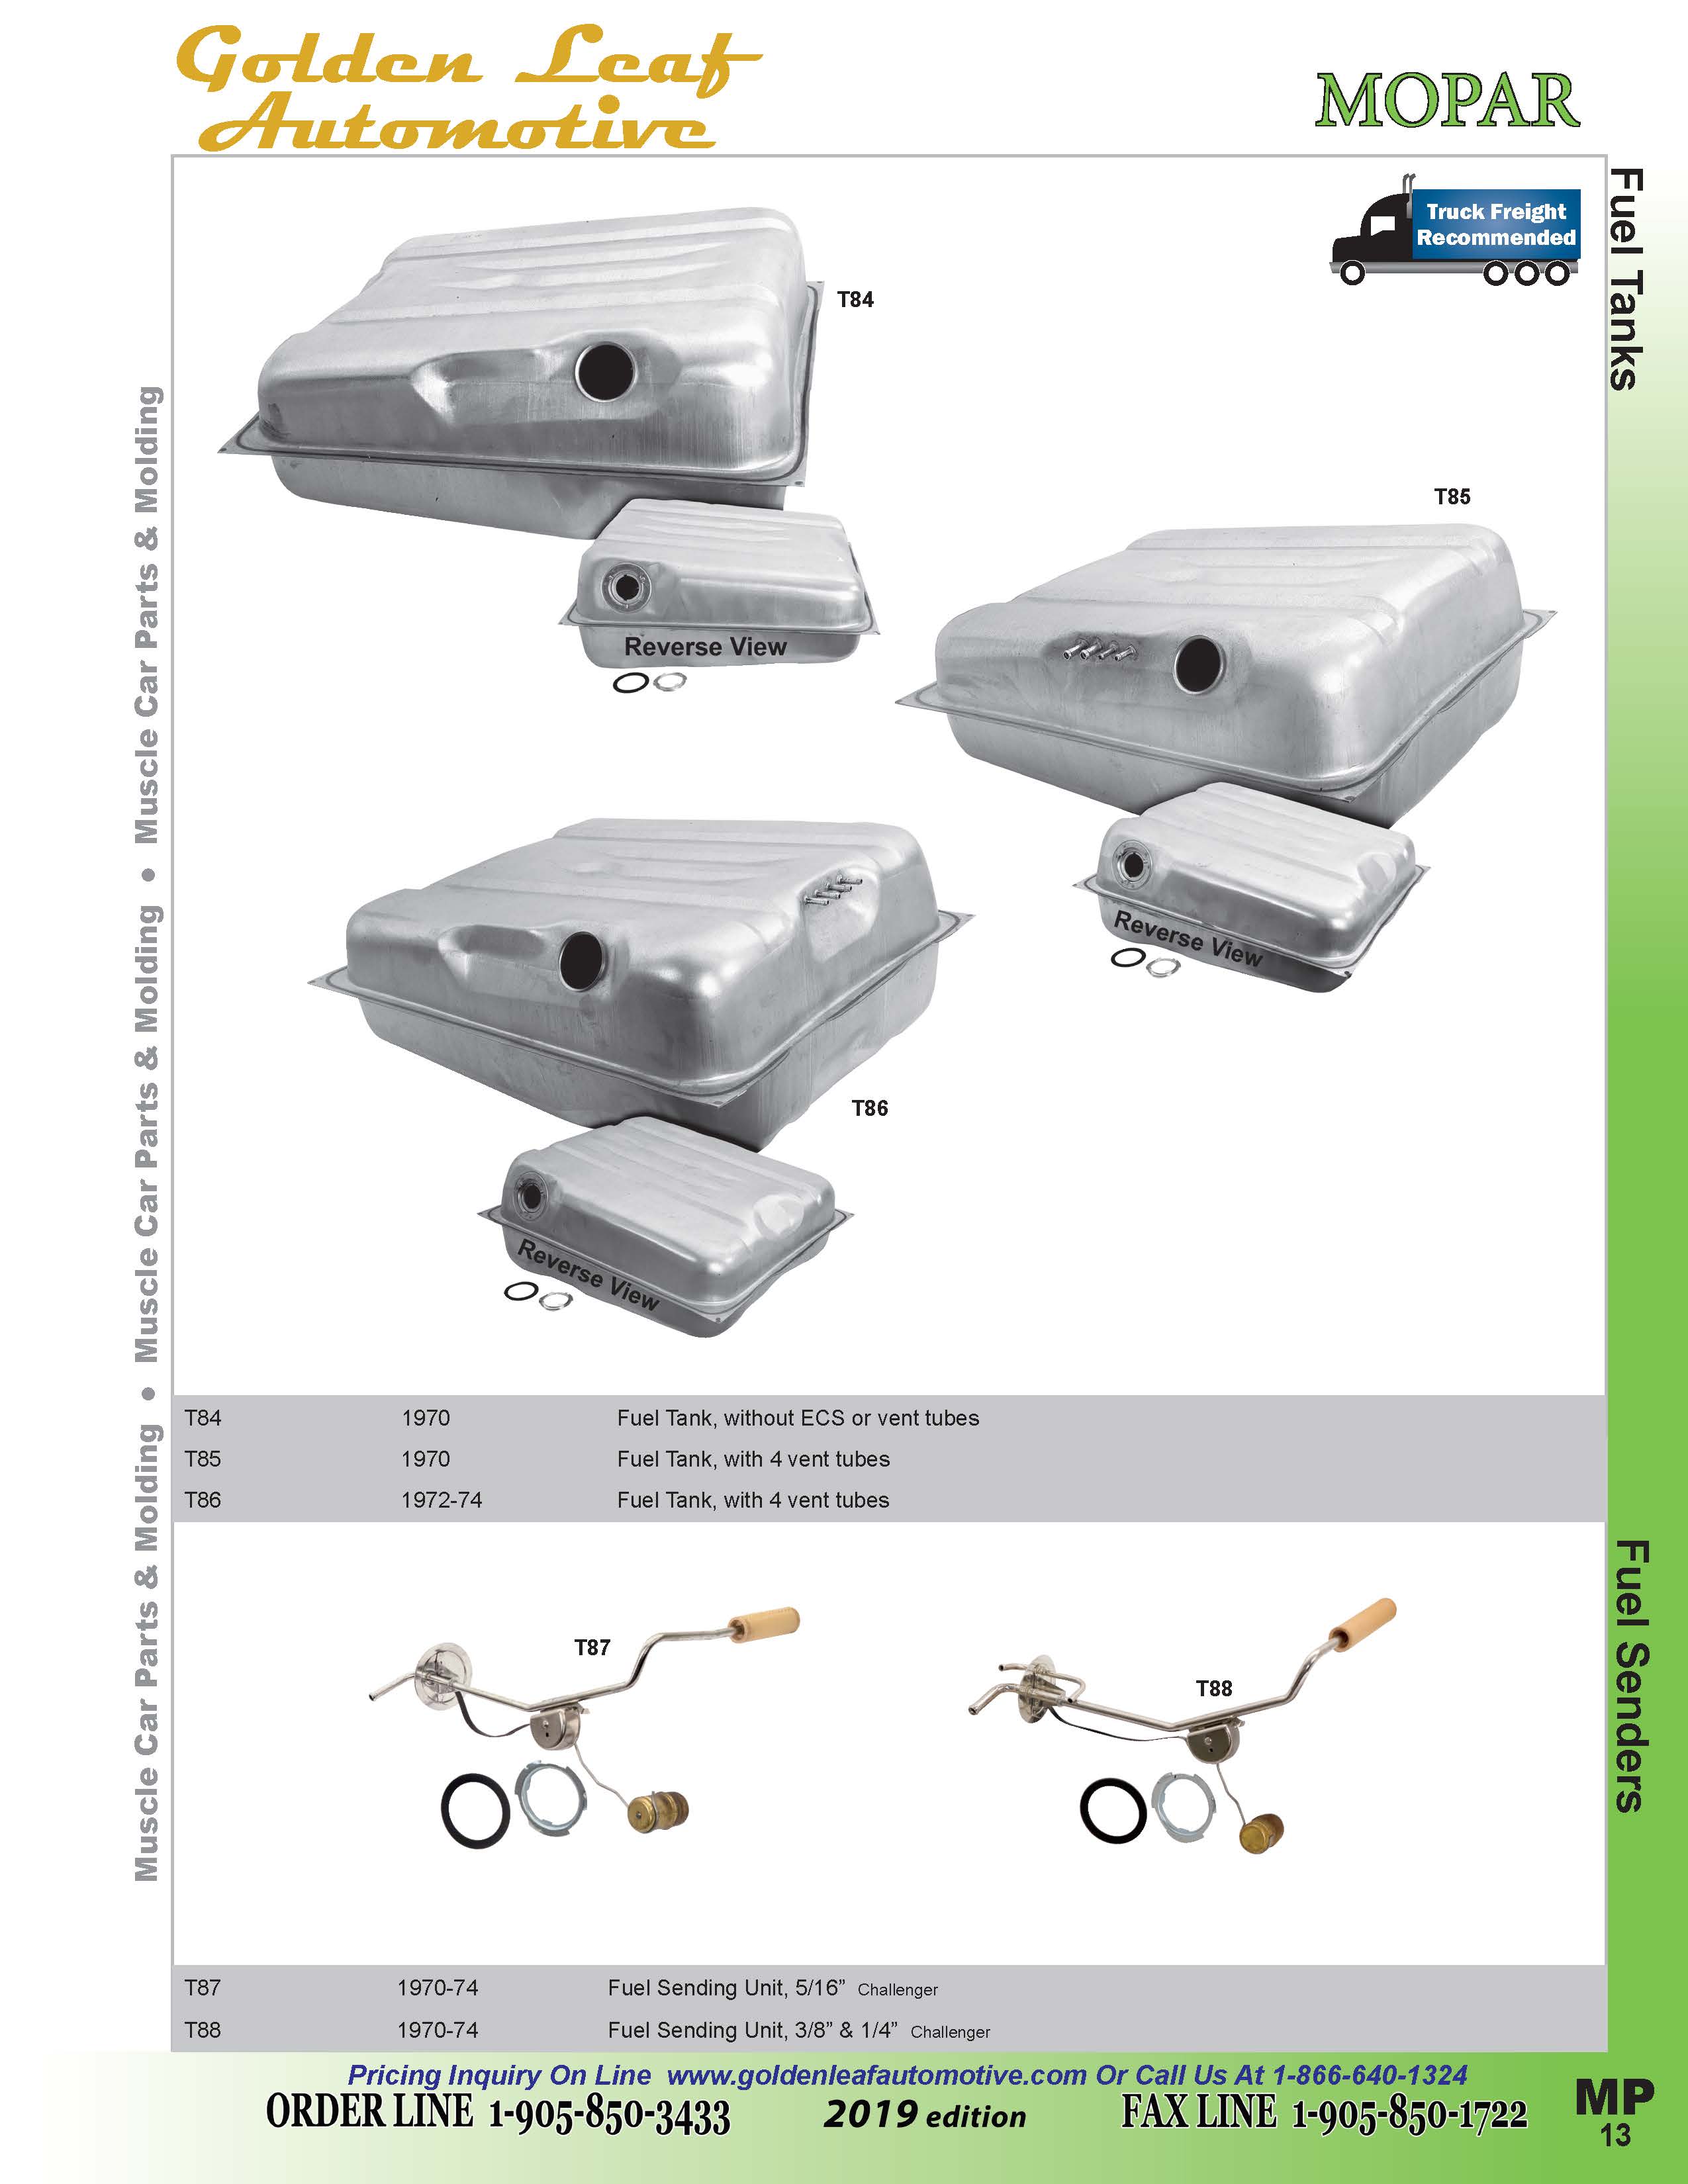 Golden Leaf
Automotive
MOPAR
Truck Freight
Recommended
Fuel Tanks
T84
Reverse View
T85
Reverse View
T86
Reverse View
Muscle Car Parts & Molding • Muscle Car Parts & Molding • Muscle Car Parts & Molding
T84 1970 Fuel Tank, without ECS or vent tubes
T85 1970 Fuel Tank, with 4 vent tubes
T86 1972-74 Fuel Tank, with 4 vent tubes
Fuel Senders
T87
T88
T87 1970-74 Fuel Sending Unit, 5/16” Challenger
T88 1970-74 Fuel Sending Unit, 3/8” & 1/4” Challenger
Pricing Inquiry On Line www.goldenleafautomotive.com Or Call Us At 1-866-640-1324
ORDER LINE 1-905-850-3433 2019 edition FAX LINE 1-905-850-1722
MP
13